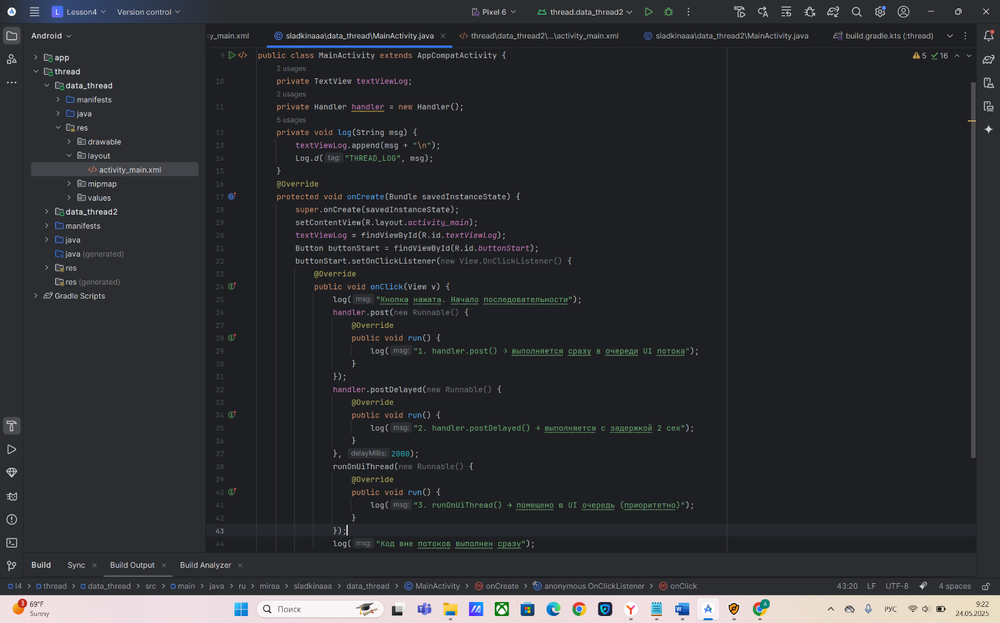 L Lesson4 Version control Pixel 6 thread.data_thread2
Android
y_main.xml sladkinaaa\data_thread\MainActivity.java thread\data_thread2\...\activity_main.xml sladkinaaa\data_thread2\MainActivity.java build.gradle.kts (:thread)
app
thread
data_thread
manifests
java
res
drawable
layout
activity_main.xml
mipmap
values
data_thread2
manifests
java
java (generated)
res
res (generated)
Gradle Scripts
5 16
9 public class MainActivity extends AppCompatActivity {
2 usages
10 private TextView textViewLog;
2 usages
11 private Handler handler = new Handler();
5 usages
12 private void log(String msg) {
13 textViewLog.append(msg + "\n");
14 Log.d( tag: "THREAD_LOG", msg);
15 }
16 @Override
17 protected void onCreate(Bundle savedInstanceState) {
18 super.onCreate(savedInstanceState);
19 setContentView(R.layout.activity_main);
20 textViewLog = findViewById(R.id.textViewLog);
21 Button buttonStart = findViewById(R.id.buttonStart);
22 buttonStart.setOnClickListener(new View.OnClickListener() {
23 @Override
24 public void onClick(View v) {
25 log( msg: "Кнопка нажата. Начало последовательности");
26 handler.post(new Runnable() {
27 @Override
28 public void run() {
29 log( msg: "1. handler.post() → выполняется сразу в очереди UI потока");
30 }
31 });
32 handler.postDelayed(new Runnable() {
33 @Override
34 public void run() {
35 log( msg: "2. handler.postDelayed() → выполняется с задержкой 2 сек");
36 }
37 }, delayMillis: 2000);
38 runOnUiThread(new Runnable() {
39 @Override
40 public void run() {
41 log( msg: "3. runOnUiThread() → помещено в UI очередь (приоритетно)");
42 }
43 });
44 log( msg: "Код вне потоков выполнен сразу");
Build Sync Build Output Build Analyzer
l4 > thread > data_thread > src > main > java > ru > mirea > sladkinaaa > data_thread > MainActivity > onCreate > anonymous OnClickListener > onClick 43:20 LF UTF-8 4 spaces
3 69°F
Sunny
Поиск
A
РУС
9:22
24.05.2025